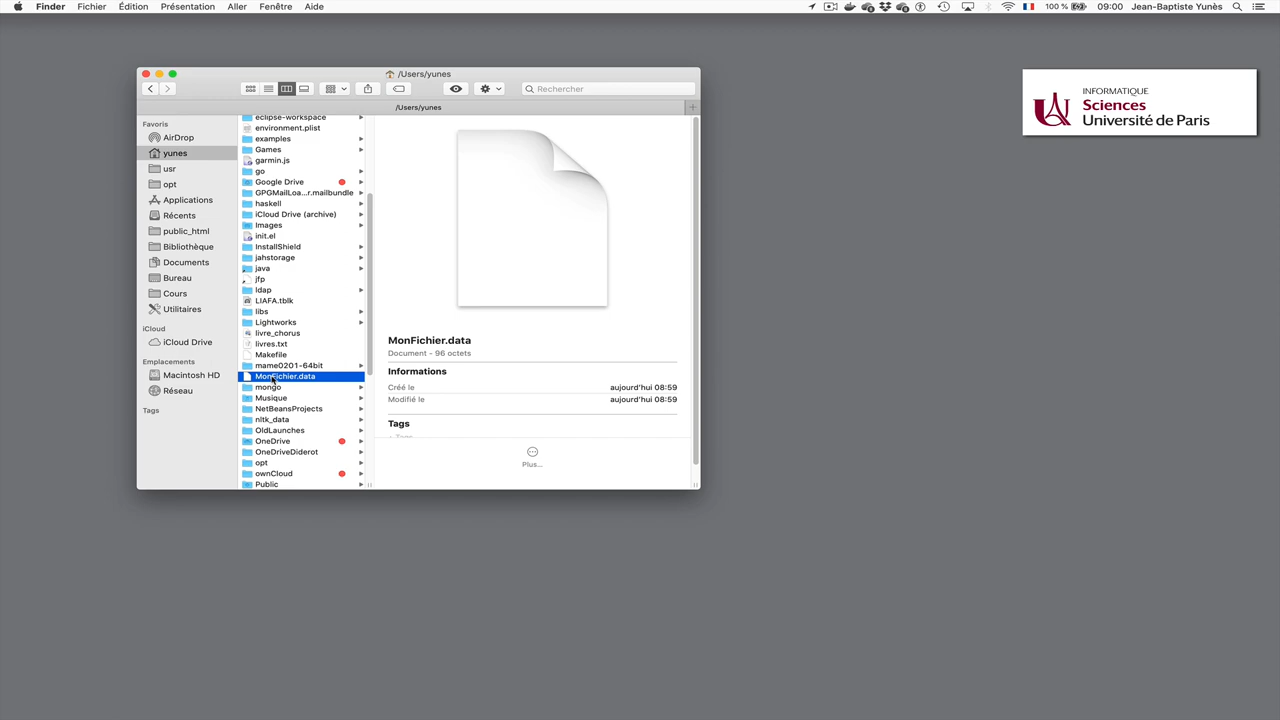 Finder Fichier Édition Présentation Aller Fenêtre Aide 100 % 09:00 Jean-Baptiste Yunès
/Users/yunes
Rechercher
/Users/yunes
INFORMATIQUE
Sciences
Université de Paris
Favoris
AirDrop
yunes
usr
opt
Applications
Récents
public_html
Bibliothèque
Documents
Bureau
Cours
Utilitaires
iCloud
iCloud Drive
Emplacements
Macintosh HD
Réseau
Tags
eclipse-workspace
environment.plist
examples
Games
garmin.js
go
Google Drive
GPGMailLoa...r.mailbundle
haskell
iCloud Drive (archive)
Images
init.el
InstallShield
jahstorage
java
jfp
ldap
LIAFA.tblk
libs
Lightworks
livre_chorus
livres.txt
Makefile
mame0201-64bit
MonFichier.data
mongo
Musique
NetBeansProjects
nltk_data
OldLaunches
OneDrive
OneDriveDiderot
opt
ownCloud
Public
MonFichier.data
Document - 96 octets
Informations
Créé le aujourd'hui 08:59
Modifié le aujourd'hui 08:59
Tags
Plus...